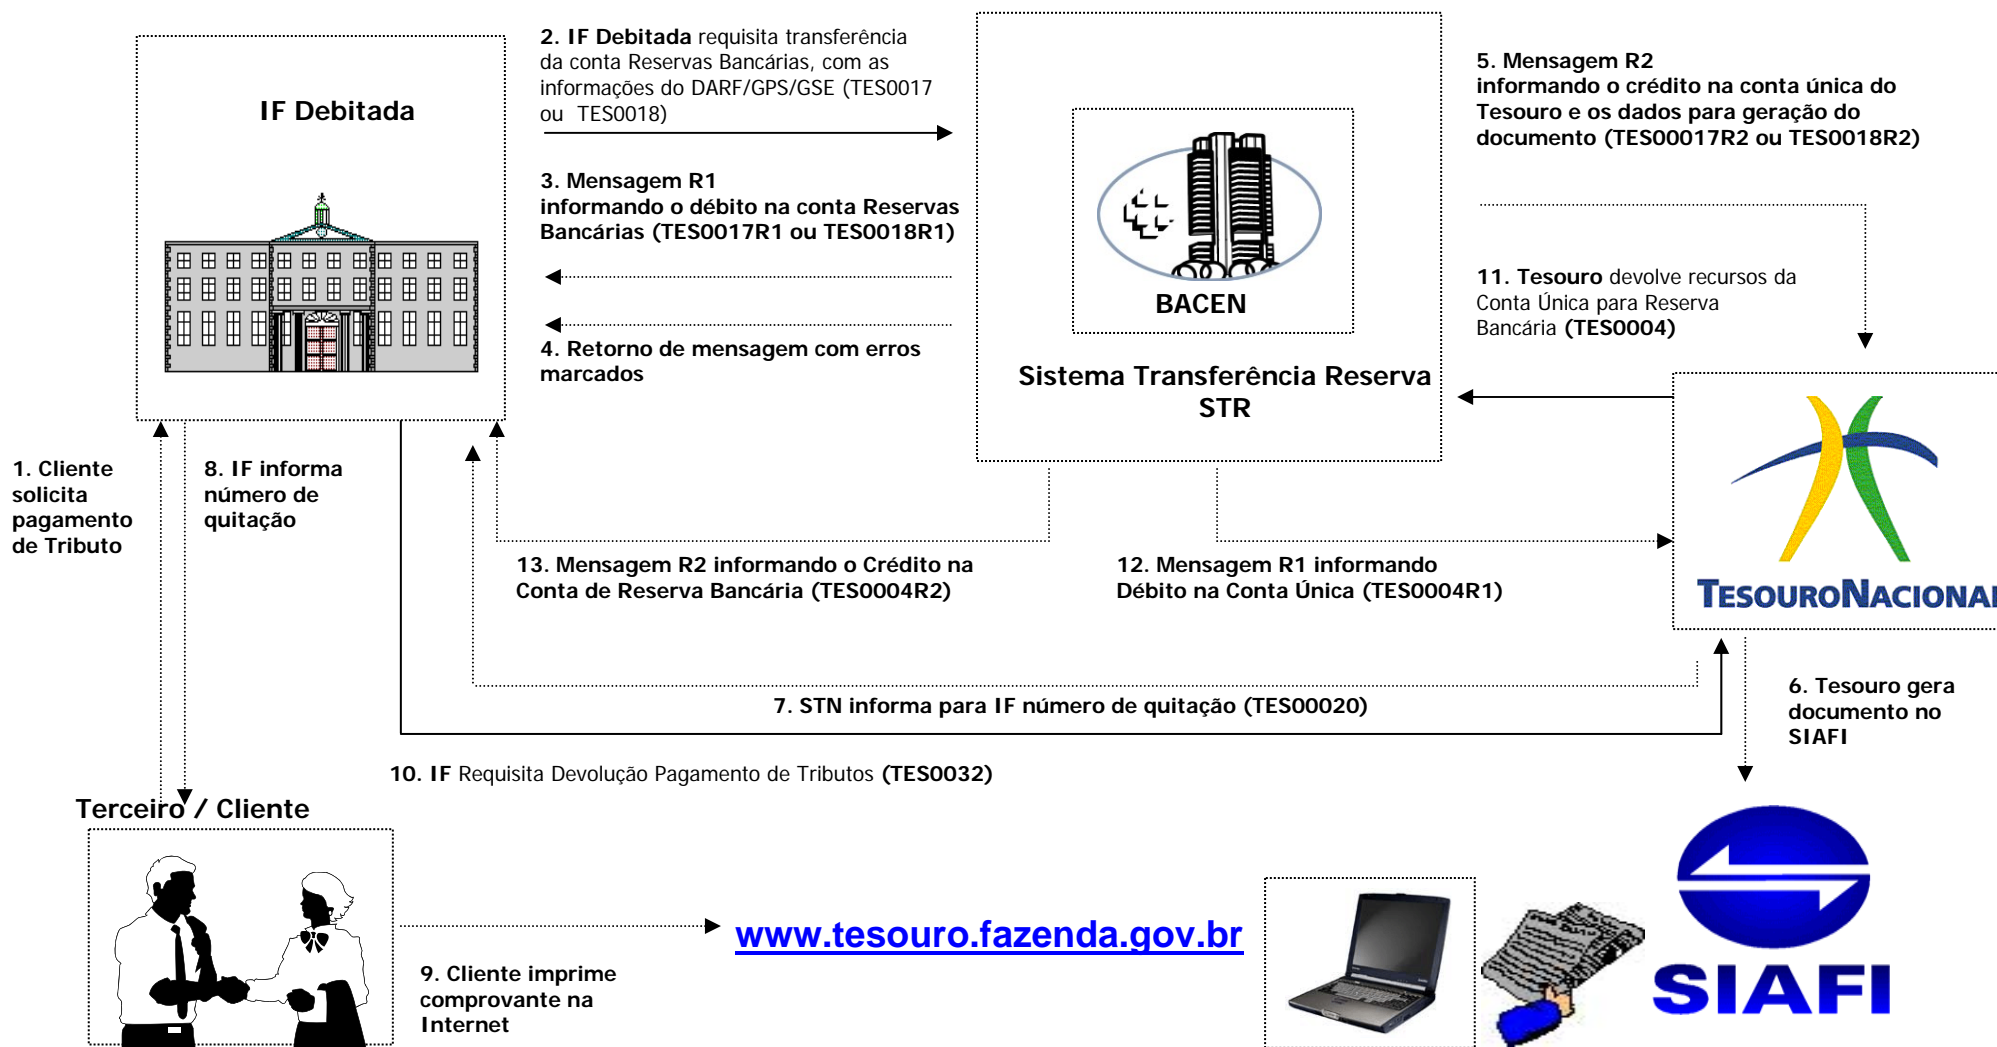 IF Debitada
2. IF Debitada requisita transferência
da conta Reservas Bancárias, com as
informações do DARF/GPS/GSE (TES0017
ou TES0018)
3. Mensagem R1
informando o débito na conta Reservas
Bancárias (TES0017R1 ou TES0018R1)
4. Retorno de mensagem com erros
marcados
BACEN
Sistema Transferência Reserva
STR
5. Mensagem R2
informando o crédito na conta única do
Tesouro e os dados para geração do
documento (TES00017R2 ou TES0018R2)
11. Tesouro devolve recursos da
Conta Única para Reserva
Bancária (TES0004)
1. Cliente
solicita
pagamento
de Tributo
8. IF informa
número de
quitação
13. Mensagem R2 informando o Crédito na
Conta de Reserva Bancária (TES0004R2)
12. Mensagem R1 informando
Débito na Conta Única (TES0004R1)
TESOURONACIONAL
7. STN informa para IF número de quitação (TES00020)
6. Tesouro gera
documento no
SIAFI
10. IF Requisita Devolução Pagamento de Tributos (TES0032)
Terceiro / Cliente
www.tesouro.fazenda.gov.br
9. Cliente imprime
comprovante na
Internet
SIAFI